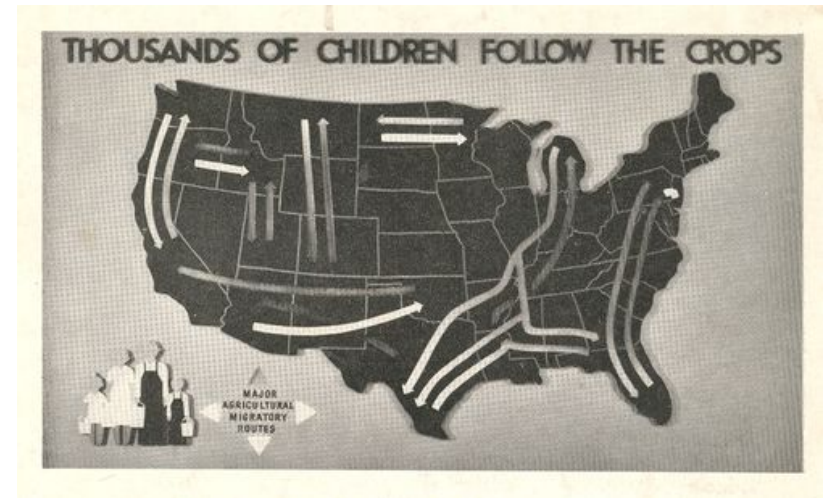 THOUSANDS OF CHILDREN FOLLOW THE CROPS
MAJOR
AGRICULTURAL
MIGRATORY
ROUTES